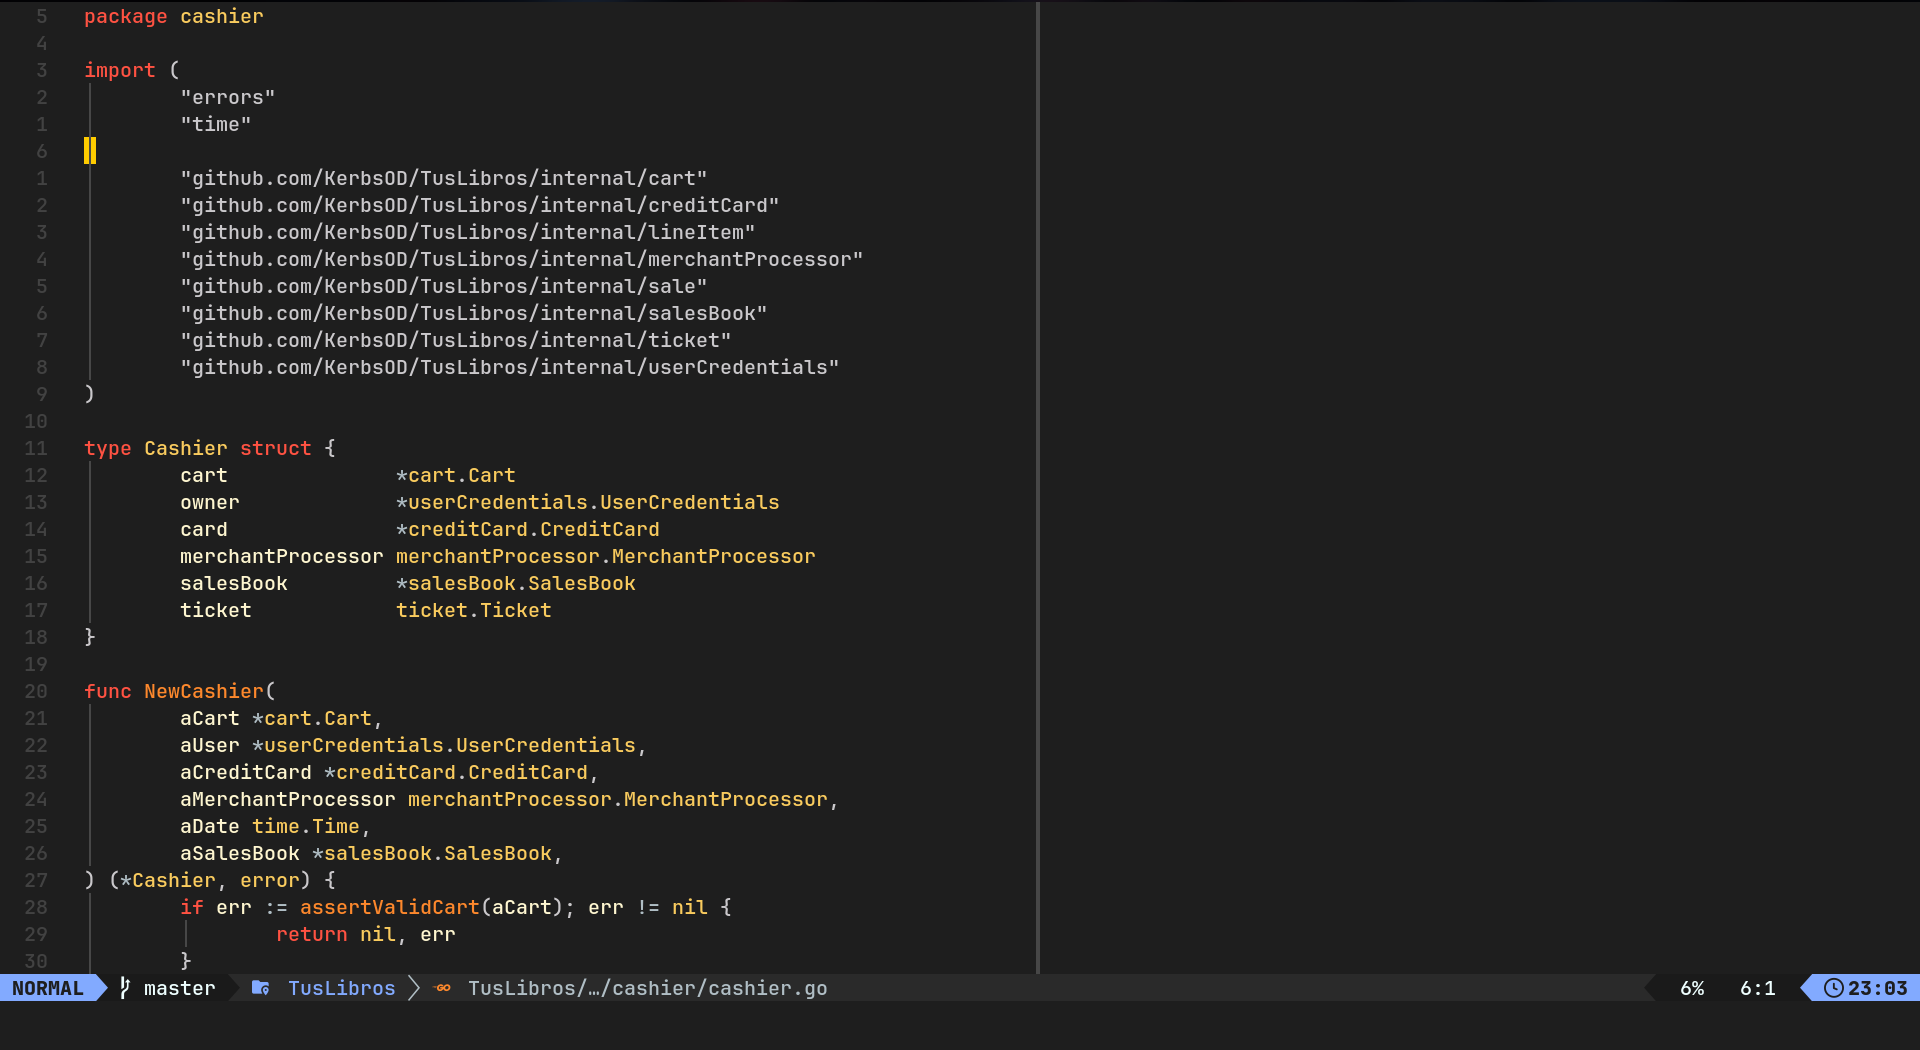 5 package cashier
4
3 import (
2 "errors"
1 "time"
6
1 "github.com/KerbsOD/TusLibros/internal/cart"
2 "github.com/KerbsOD/TusLibros/internal/creditCard"
3 "github.com/KerbsOD/TusLibros/internal/lineItem"
4 "github.com/KerbsOD/TusLibros/internal/merchantProcessor"
5 "github.com/KerbsOD/TusLibros/internal/sale"
6 "github.com/KerbsOD/TusLibros/internal/salesBook"
7 "github.com/KerbsOD/TusLibros/internal/ticket"
8 "github.com/KerbsOD/TusLibros/internal/userCredentials"
9 )
10
11 type Cashier struct {
12 cart *cart.Cart
13 owner *userCredentials.UserCredentials
14 card *creditCard.CreditCard
15 merchantProcessor merchantProcessor.MerchantProcessor
16 salesBook *salesBook.SalesBook
17 ticket ticket.Ticket
18 }
19
20 func NewCashier(
21 aCart *cart.Cart,
22 aUser *userCredentials.UserCredentials,
23 aCreditCard *creditCard.CreditCard,
24 aMerchantProcessor merchantProcessor.MerchantProcessor,
25 aDate time.Time,
26 aSalesBook *salesBook.SalesBook,
27 ) (*Cashier, error) {
28 if err := assertValidCart(aCart); err != nil {
29 return nil, err
30 }
NORMAL master TusLibros TusLibros/…/cashier/cashier.go 6% 6:1 23:03